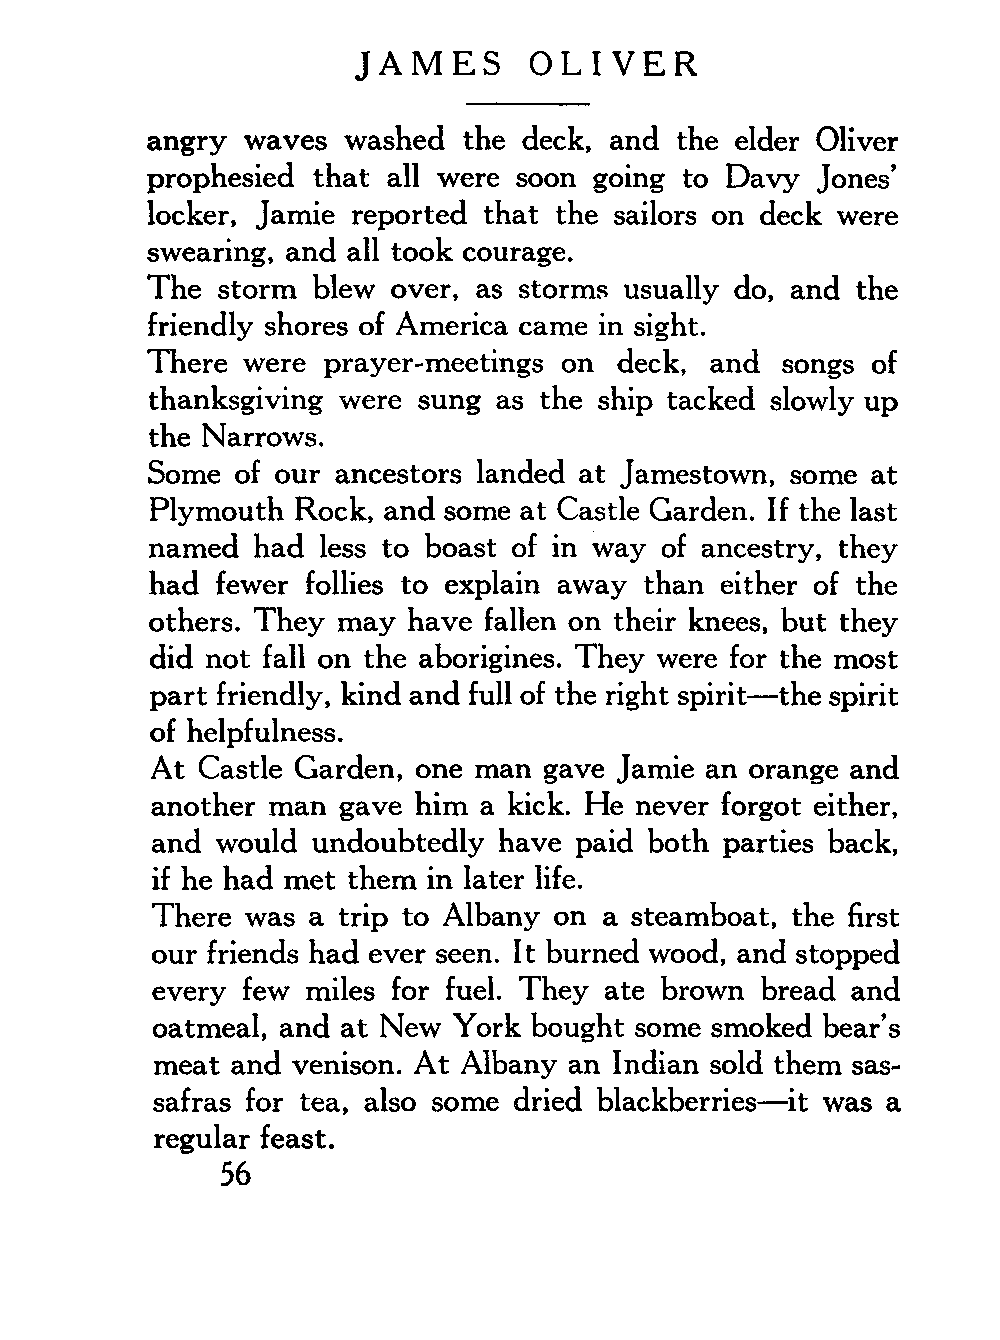 JAMES OLIVER
angry waves washed the deck, and the elder Oliver
prophesied that all were soon going to Davy Jones'
locker, Jamie reported that the sailors on deck were
swearing, and all took courage.
The storm blew over, as storms usually do, and the
friendly shores of America came in sight.
There were prayer-meetings on deck, and songs of
thanksgiving were sung as the ship tacked slowly up
the Narrows.
Some of our ancestors landed at Jamestown, some at
Plymouth Rock, and some at Castle Garden. If the last
named had less to boast of in way of ancestry, they
had fewer follies to explain away than either of the
others. They may have fallen on their knees, but they
did not fall on the aborigines. They were for the most
part friendly, kind and full of the right spirit—the spirit
of helpfulness.
At Castle Garden, one man gave Jamie an orange and
another man gave him a kick. He never forgot either,
and would undoubtedly have paid both parties back,
if he had met them in later life.
There was a trip to Albany on a steamboat, the first
our friends had ever seen. It burned wood, and stopped
every few miles for fuel. They ate brown bread and
oatmeal, and at New York bought some smoked bear's
meat and venison. At Albany an Indian sold them sas-
safras for tea, also some dried blackberries—it was a
regular feast.
56